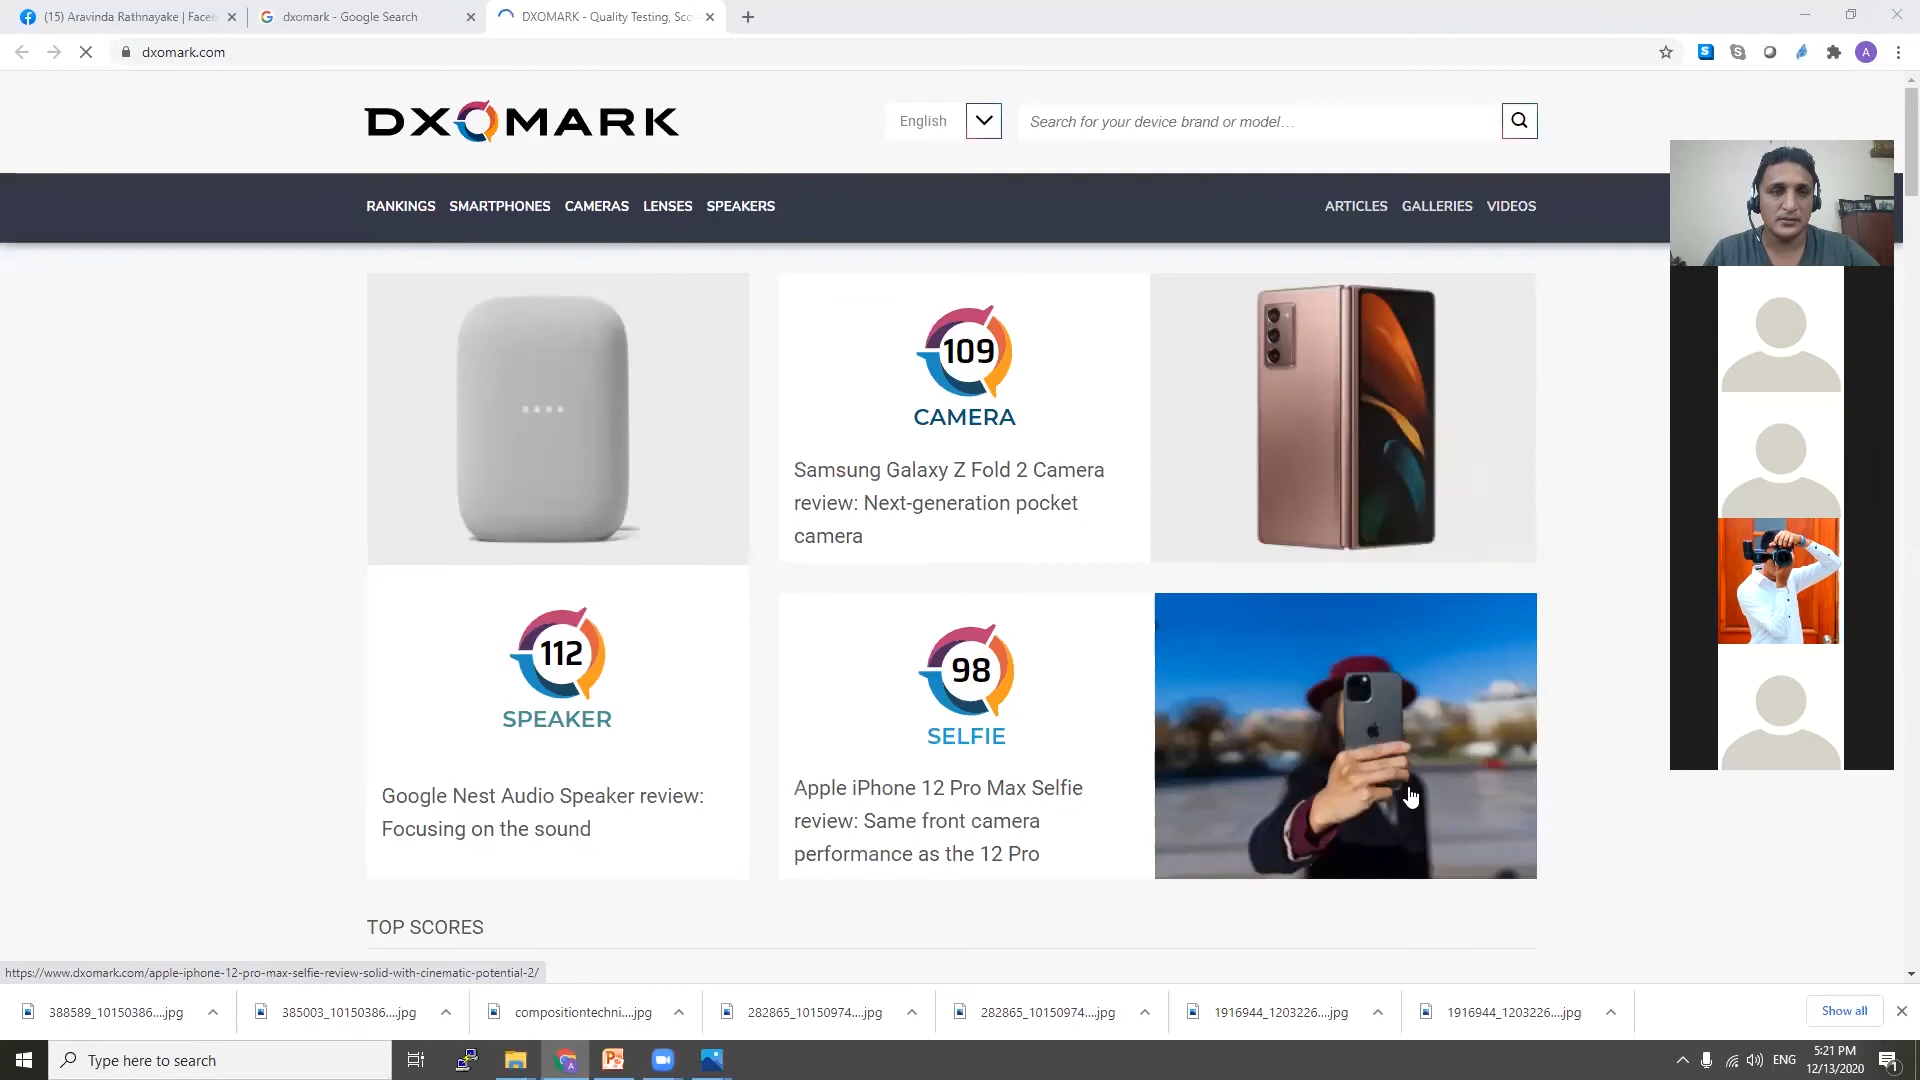 (15) Aravinda Rathnayake | Faceb
dxomark - Google Search
DXOMARK - Quality Testing, Sco
dxomark.com
A
DXOMARK
English
Search for your device brand or model...
RANKINGS SMARTPHONES CAMERAS LENSES SPEAKERS
ARTICLES GALLERIES VIDEOS
109
CAMERA
Samsung Galaxy Z Fold 2 Camera
review: Next-generation pocket
camera
112
SPEAKER
Google Nest Audio Speaker review:
Focusing on the sound
98
SELFIE
Apple iPhone 12 Pro Max Selfie
review: Same front camera
performance as the 12 Pro
TOP SCORES
https://www.dxomark.com/apple-iphone-12-pro-max-selfie-review-solid-with-cinematic-potential-2/
388589_10150386....jpg
385003_10150386....jpg
compositiontechni....jpg
282865_10150974....jpg
282865_10150974....jpg
1916944_1203226....jpg
1916944_1203226....jpg
Show all
Type here to search
ENG
5:21 PM
12/13/2020
1